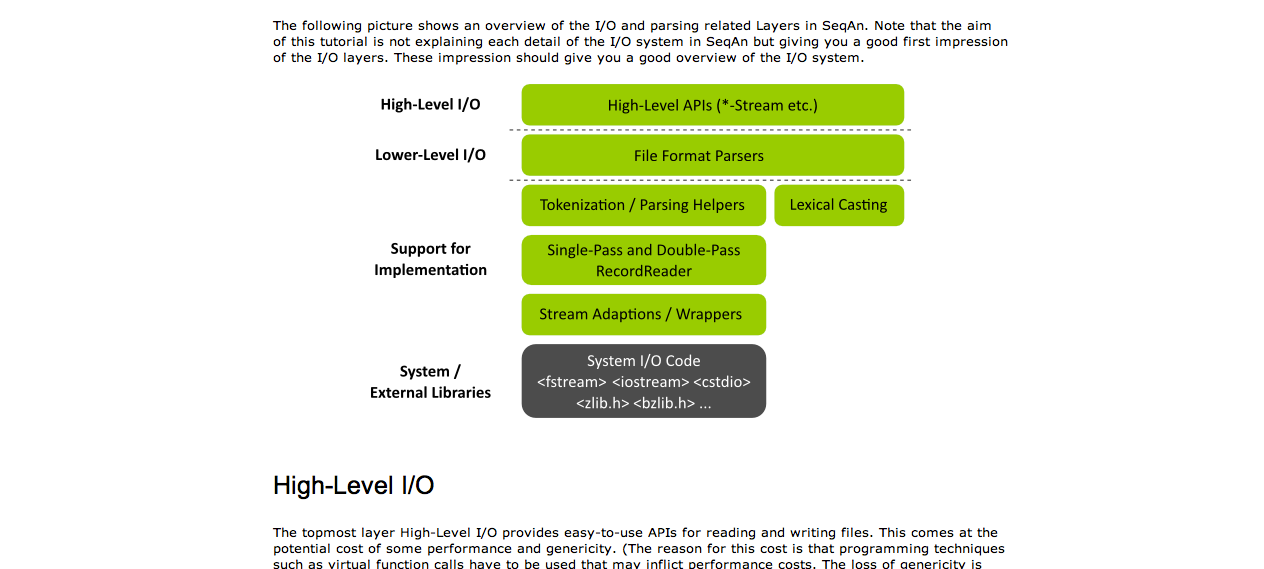 The following picture shows an overview of the I/O and parsing related Layers in SeqAn. Note that the aim
of this tutorial is not explaining each detail of the I/O system in SeqAn but giving you a good first impression
of the I/O layers. These impression should give you a good overview of the I/O system.
High-Level I/O
High-Level APIs (*-Stream etc.)
Lower-Level I/O
File Format Parsers
Tokenization / Parsing Helpers
Lexical Casting
Support for
Implementation
Single-Pass and Double-Pass
RecordReader
Stream Adaptions / Wrappers
System /
External Libraries
System I/O Code
<fstream> <iostream> <cstdio>
<zlib.h> <bzlib.h> ...
High-Level I/O
The topmost layer High-Level I/O provides easy-to-use APIs for reading and writing files. This comes at the
potential cost of some performance and genericity. (The reason for this cost is that programming techniques
such as virtual function calls have to be used that may inflict performance costs. The loss of genericity is